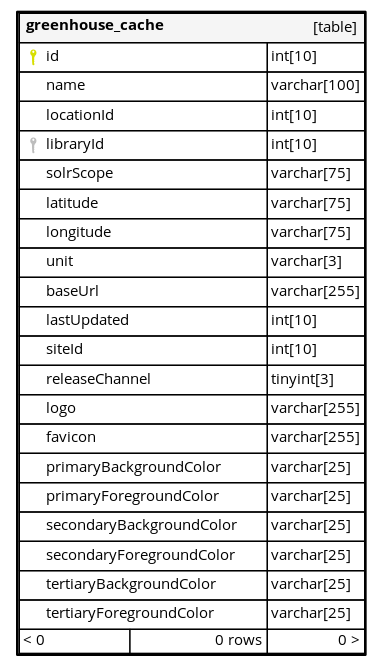 greenhouse_cache [table]
id int[10]
name varchar[100]
locationId int[10]
libraryId int[10]
solrScope varchar[75]
latitude varchar[75]
longitude varchar[75]
unit varchar[3]
baseUrl varchar[255]
lastUpdated int[10]
siteId int[10]
releaseChannel tinyint[3]
logo varchar[255]
favicon varchar[255]
primaryBackgroundColor varchar[25]
primaryForegroundColor varchar[25]
secondaryBackgroundColor varchar[25]
secondaryForegroundColor varchar[25]
tertiaryBackgroundColor varchar[25]
tertiaryForegroundColor varchar[25]
< 0 0 rows 0 >